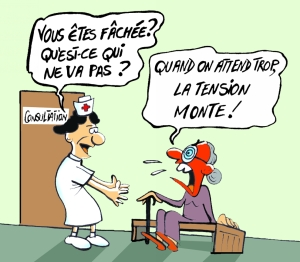 VOUS ÊTES FÂCHÉE?
QU'EST-CE QUI
NE VA PAS ?
QUAND ON ATTEND TROP,
LA TENSION
MONTE !
CONSULTATION